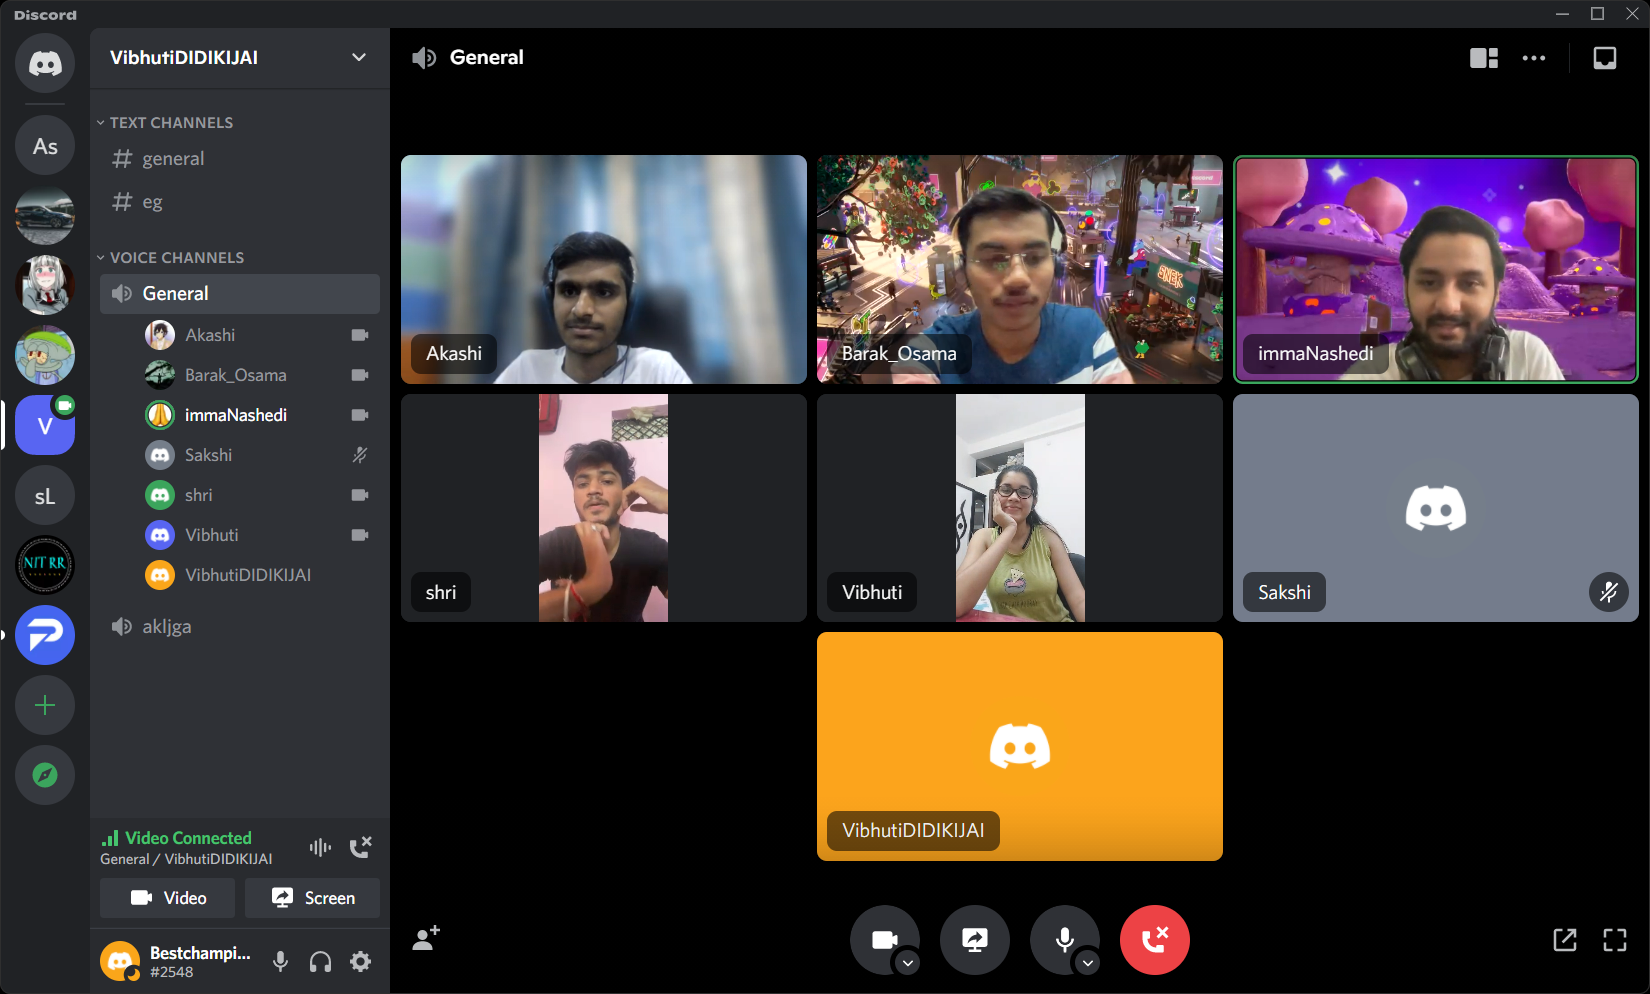 Discord
VibhutiDIDIKIJAI
General
As
TEXT CHANNELS
general
eg
VOICE CHANNELS
General
Akashi
Barak_Osama
immaNashedi
Sakshi
shri
Vibhuti
VibhutiDIDIKIJAI
akljga
V
sL
NIT RR
Akashi
Barak_Osama
immaNashedi
shri
Vibhuti
Sakshi
VibhutiDIDIKIJAI
SNEK
Video Connected
General / VibhutiDIDIKIJAI
Video
Screen
Bestchampi...
#2548